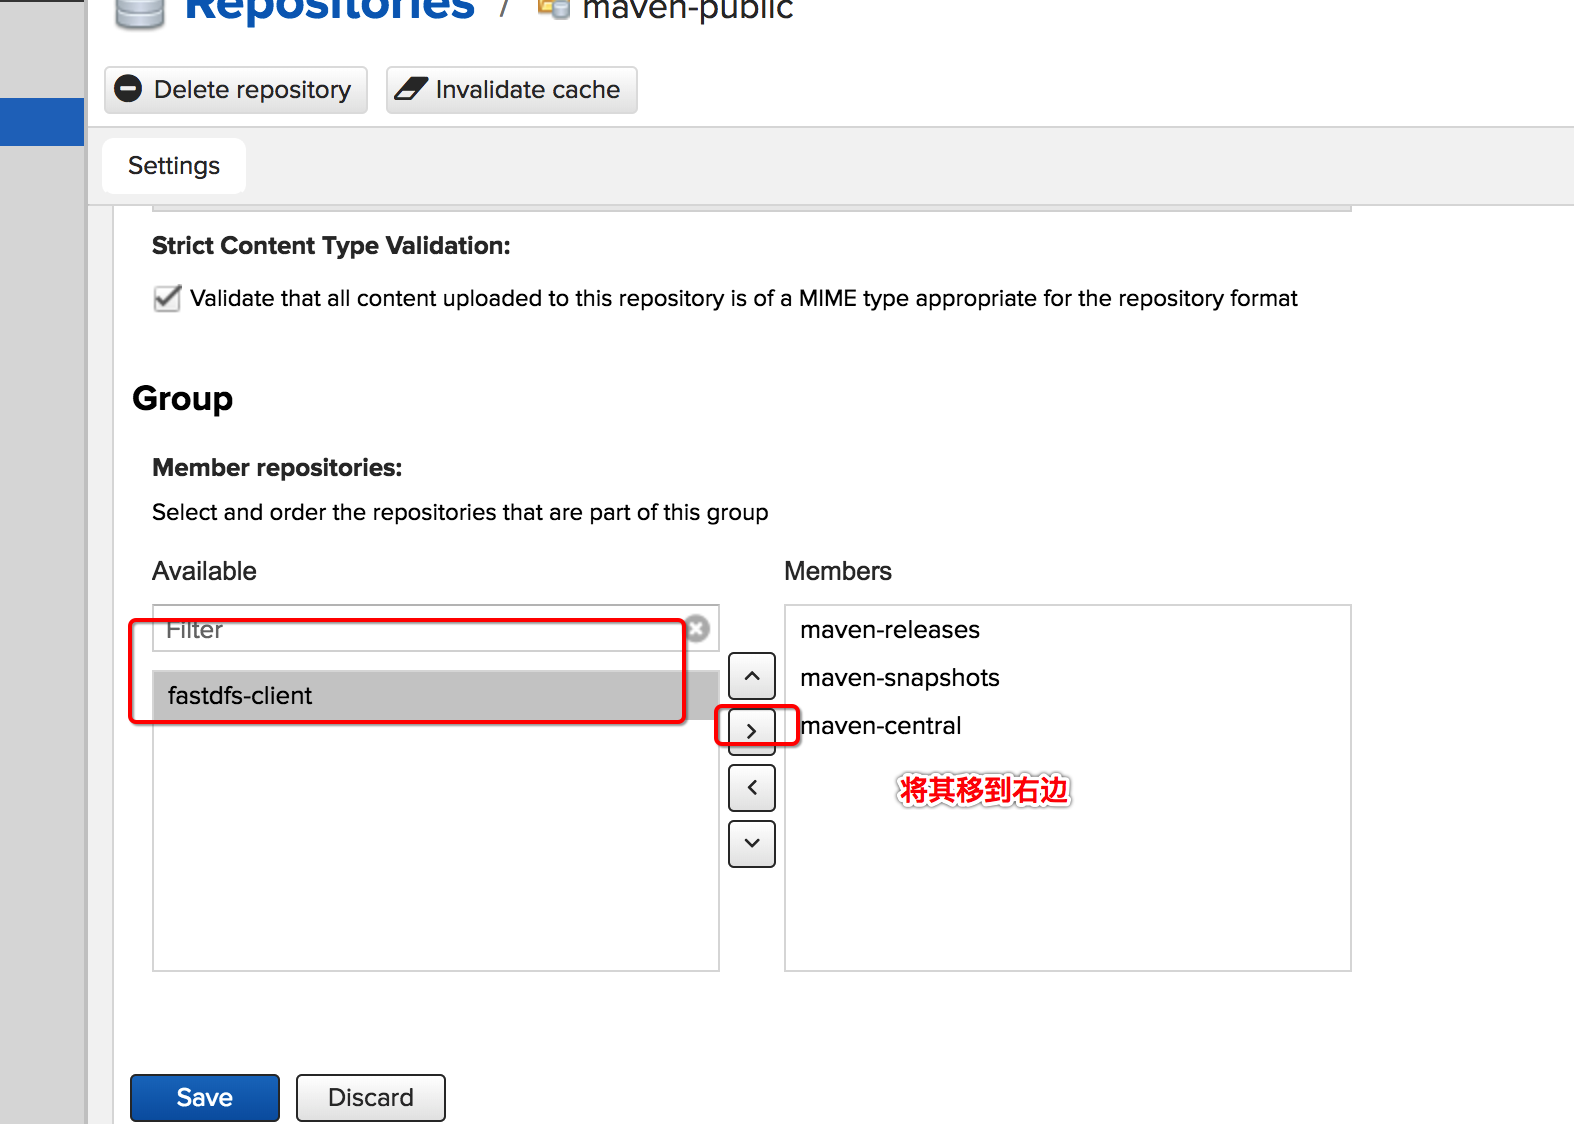 Repositories / maven-public
Delete repository Invalidate cache
Settings
Strict Content Type Validation:
Validate that all content uploaded to this repository is of a MIME type appropriate for the repository format
Group
Member repositories:
Select and order the repositories that are part of this group
Available Members
Filter maven-releases
fastdfs-client maven-snapshots
maven-central
将其移到右边
Save Discard